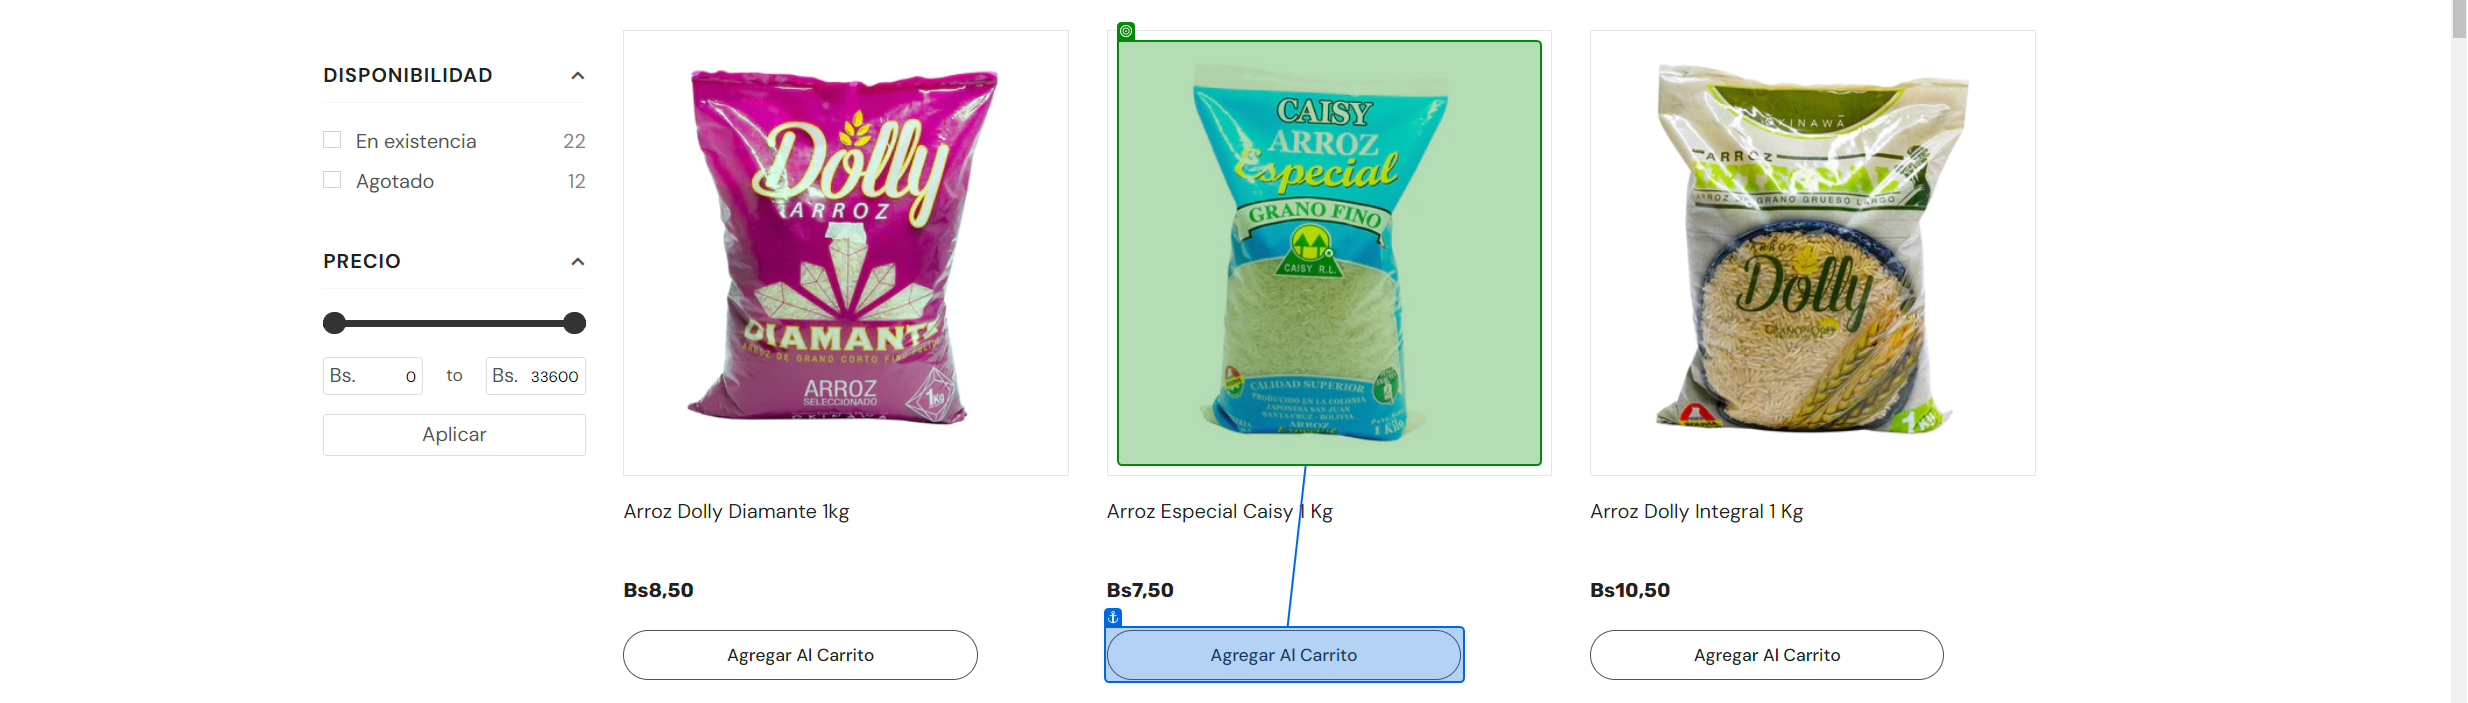 DISPONIBILIDAD
En existencia 22
Agotado 12
PRECIO
Bs. 0 to Bs. 33600
Aplicar
Dolly
ARROZ
DIAMANTE
ARROZ DE GRANO CORTO
ARROZ
SELECCIONADO
1Kg
OKINAWA
Arroz Dolly Diamante 1kg
Bs8,50
Agregar Al Carrito
CAISY
ARROZ
Especial
GRANO FINO
CAISY R.L.
CALIDAD SUPERIOR
PRODUCIDO EN LA COLONIA
JAPONESA SAN JUAN
SANTA CRUZ - BOLIVIA
ARROZ
Especial
1 Kilo
Arroz Especial Caisy 1 Kg
Bs7,50
Agregar Al Carrito
KINAWA
ARROZ
ARROZ DE GRANO GRUESO LARGO
ARROZ
Dolly
BOLIVIA
1Kg
Arroz Dolly Integral 1 Kg
Bs10,50
Agregar Al Carrito